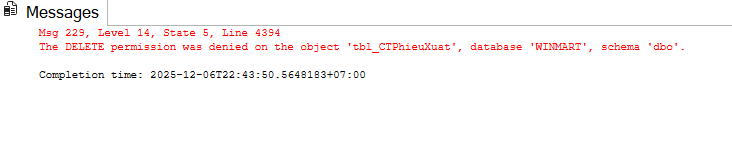 Messages
Msg 229, Level 14, State 5, Line 4394
The DELETE permission was denied on the object 'tbl_CTPhieuXuat', database 'WINMART', schema 'dbo'.
Completion time: 2025-12-06T22:43:50.5648183+07:00